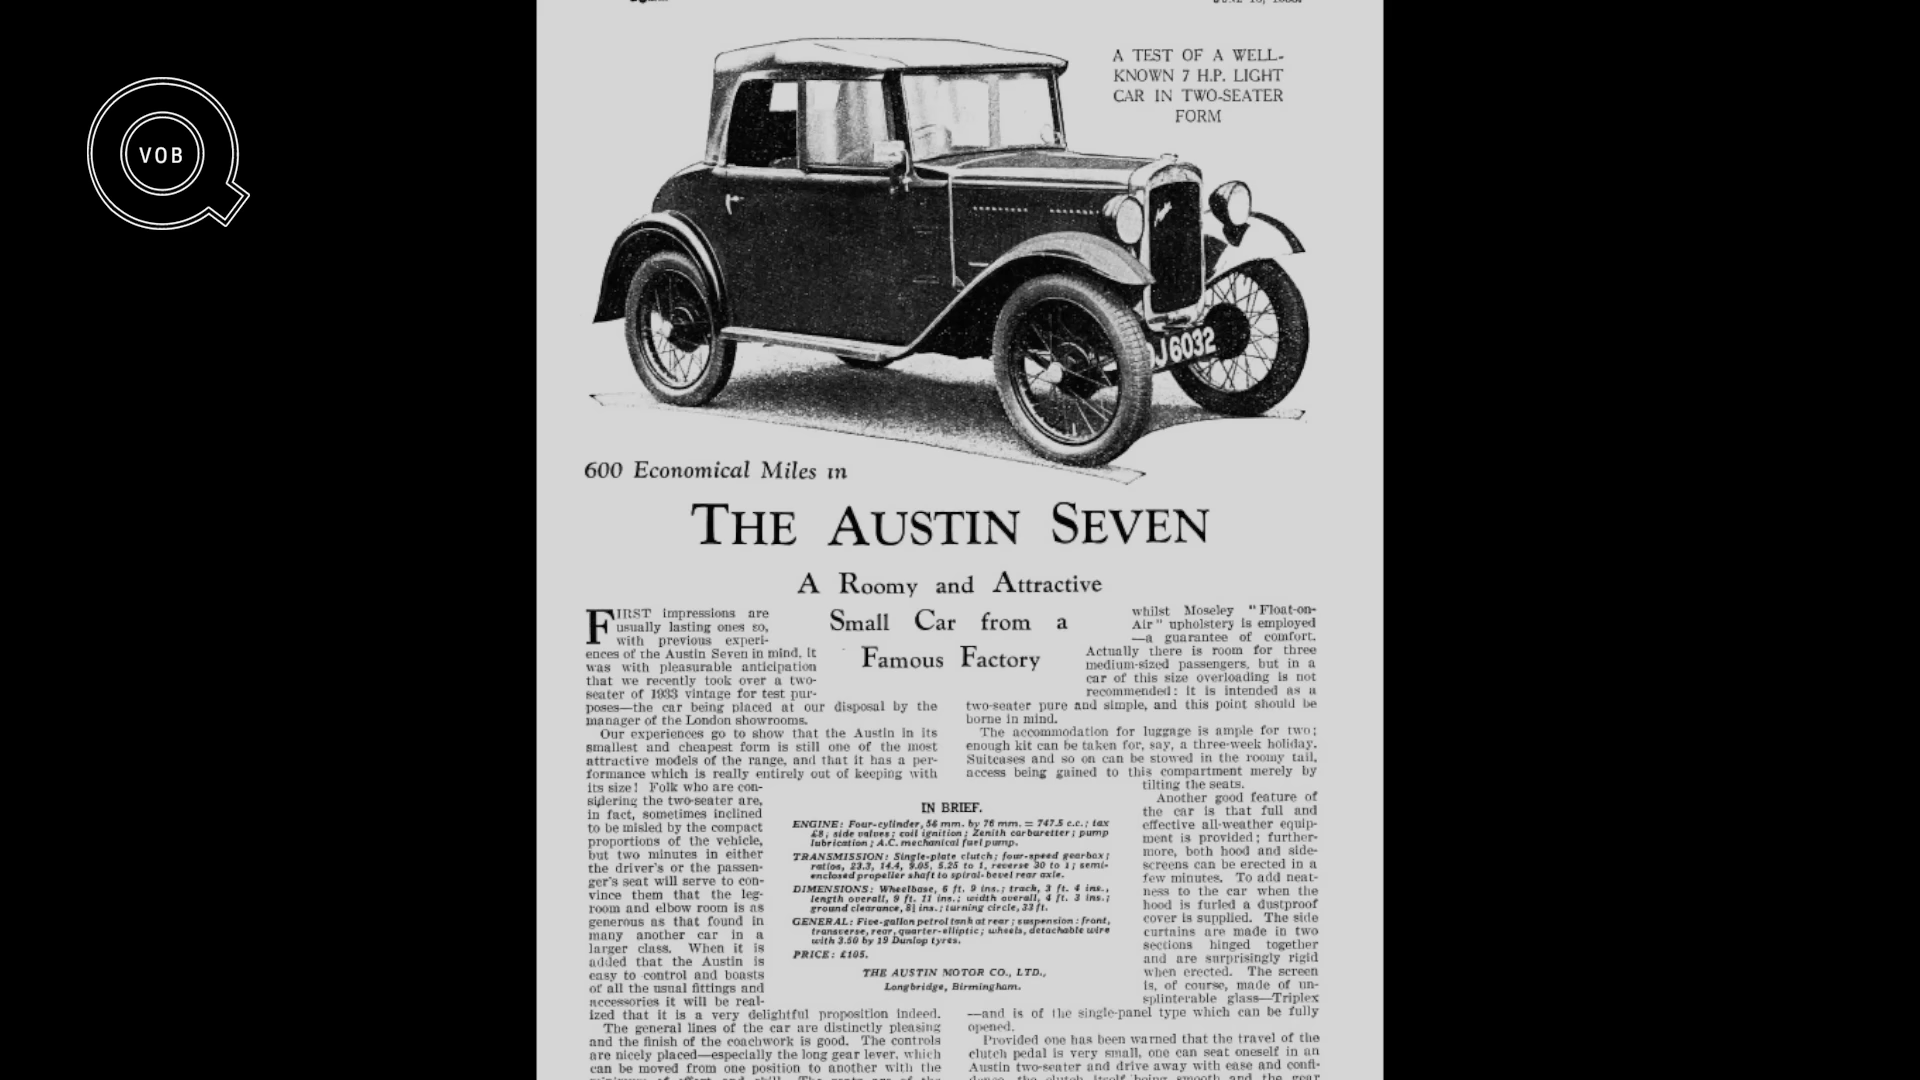 VOB
A TEST OF A WELL-
KNOWN 7 H.P. LIGHT
CAR IN TWO-SEATER
FORM
J6032
600 Economical Miles in
THE AUSTIN SEVEN
A Roomy and Attractive
Small Car from a
Famous Factory
FIRST impressions are
usually lasting ones so,
with previous experi-
ences of the Austin Seven in mind, it
was with pleasurable anticipation
that we recently took over a two-
seater of 1933 vintage for test pur-
poses—the car being placed at our disposal by the
manager of the London showrooms.
Our experiences go to show that the Austin in its
smallest and cheapest form is still one of the most
attractive models of the range, and that it has a per-
formance which is really entirely out of keeping with
its size! Folk who are con-
sidering the two-seater are,
in fact, sometimes inclined
to be misled by the compact
proportions of the vehicle,
but two minutes in either
the driver's or the passen-
ger's seat will serve to con-
vince them that the leg-
room and elbow room is as
generous as that found in
many another car in a
larger class. When it is
added that the Austin is
easy to control and boasts
of all the usual fittings and
accessories it will be real-
ized that it is a very delightful proposition indeed.
The general lines of the car are distinctly pleasing
and the finish of the coachwork is good. The controls
are nicely placed—especially the long gear lever, which
can be moved from one position to another with the
IN BRIEF.
ENGINE: Four-cylinder, 56 mm. by 76 mm. = 747.5 c.c.; tax
£8; side valves; coil ignition; Zenith carburetter; pump
lubrication; A.C. mechanical fuel pump.
TRANSMISSION: Single-plate clutch; four-speed gearbox;
ratios, 23.3, 14.4, 9.05, 5.25 to 1, reverse 30 to 1; semi-
enclosed propeller shaft to spiral-bevel rear axle.
DIMENSIONS: Wheelbase, 6 ft. 9 ins.; track, 3 ft. 4 ins.,
length overall, 9 ft. 11 ins.; width overall, 4 ft. 3 ins.;
ground clearance, 8½ ins.; turning circle, 33 ft.
GENERAL: Five-gallon petrol tank at rear; suspension: front,
transverse, rear, quarter-elliptic; wheels, detachable wire
with 3.50 by 19 Dunlop tyres.
PRICE: £105.
THE AUSTIN MOTOR CO., LTD.,
Longbridge, Birmingham.
whilst Moseley "Float-on-
Air" upholstery is employed
—a guarantee of comfort.
Actually there is room for three
medium-sized passengers, but in a
car of this size overloading is not
recommended: it is intended as a
two-seater pure and simple, and this point should be
borne in mind.
The accommodation for luggage is ample for two;
enough kit can be taken for, say, a three-week holiday.
Suitcases and so on can be stowed in the roomy tail,
access being gained to this compartment merely by
tilting the seats.
Another good feature of
the car is that full and
effective all-weather equip-
ment is provided; further-
more, both hood and side-
screens can be erected in a
few minutes. To add neat-
ness to the car when the
hood is furled a dustproof
cover is supplied. The side
curtains are made in two
sections hinged together
and are surprisingly rigid
when erected. The screen
is, of course, made of un-
splinterable glass—Triplex
—and is of the single-panel type which can be fully
opened.
Provided one has been warned that the travel of the
clutch pedal is very small, one can seat oneself in an
Austin two-seater and drive away with ease and confi-